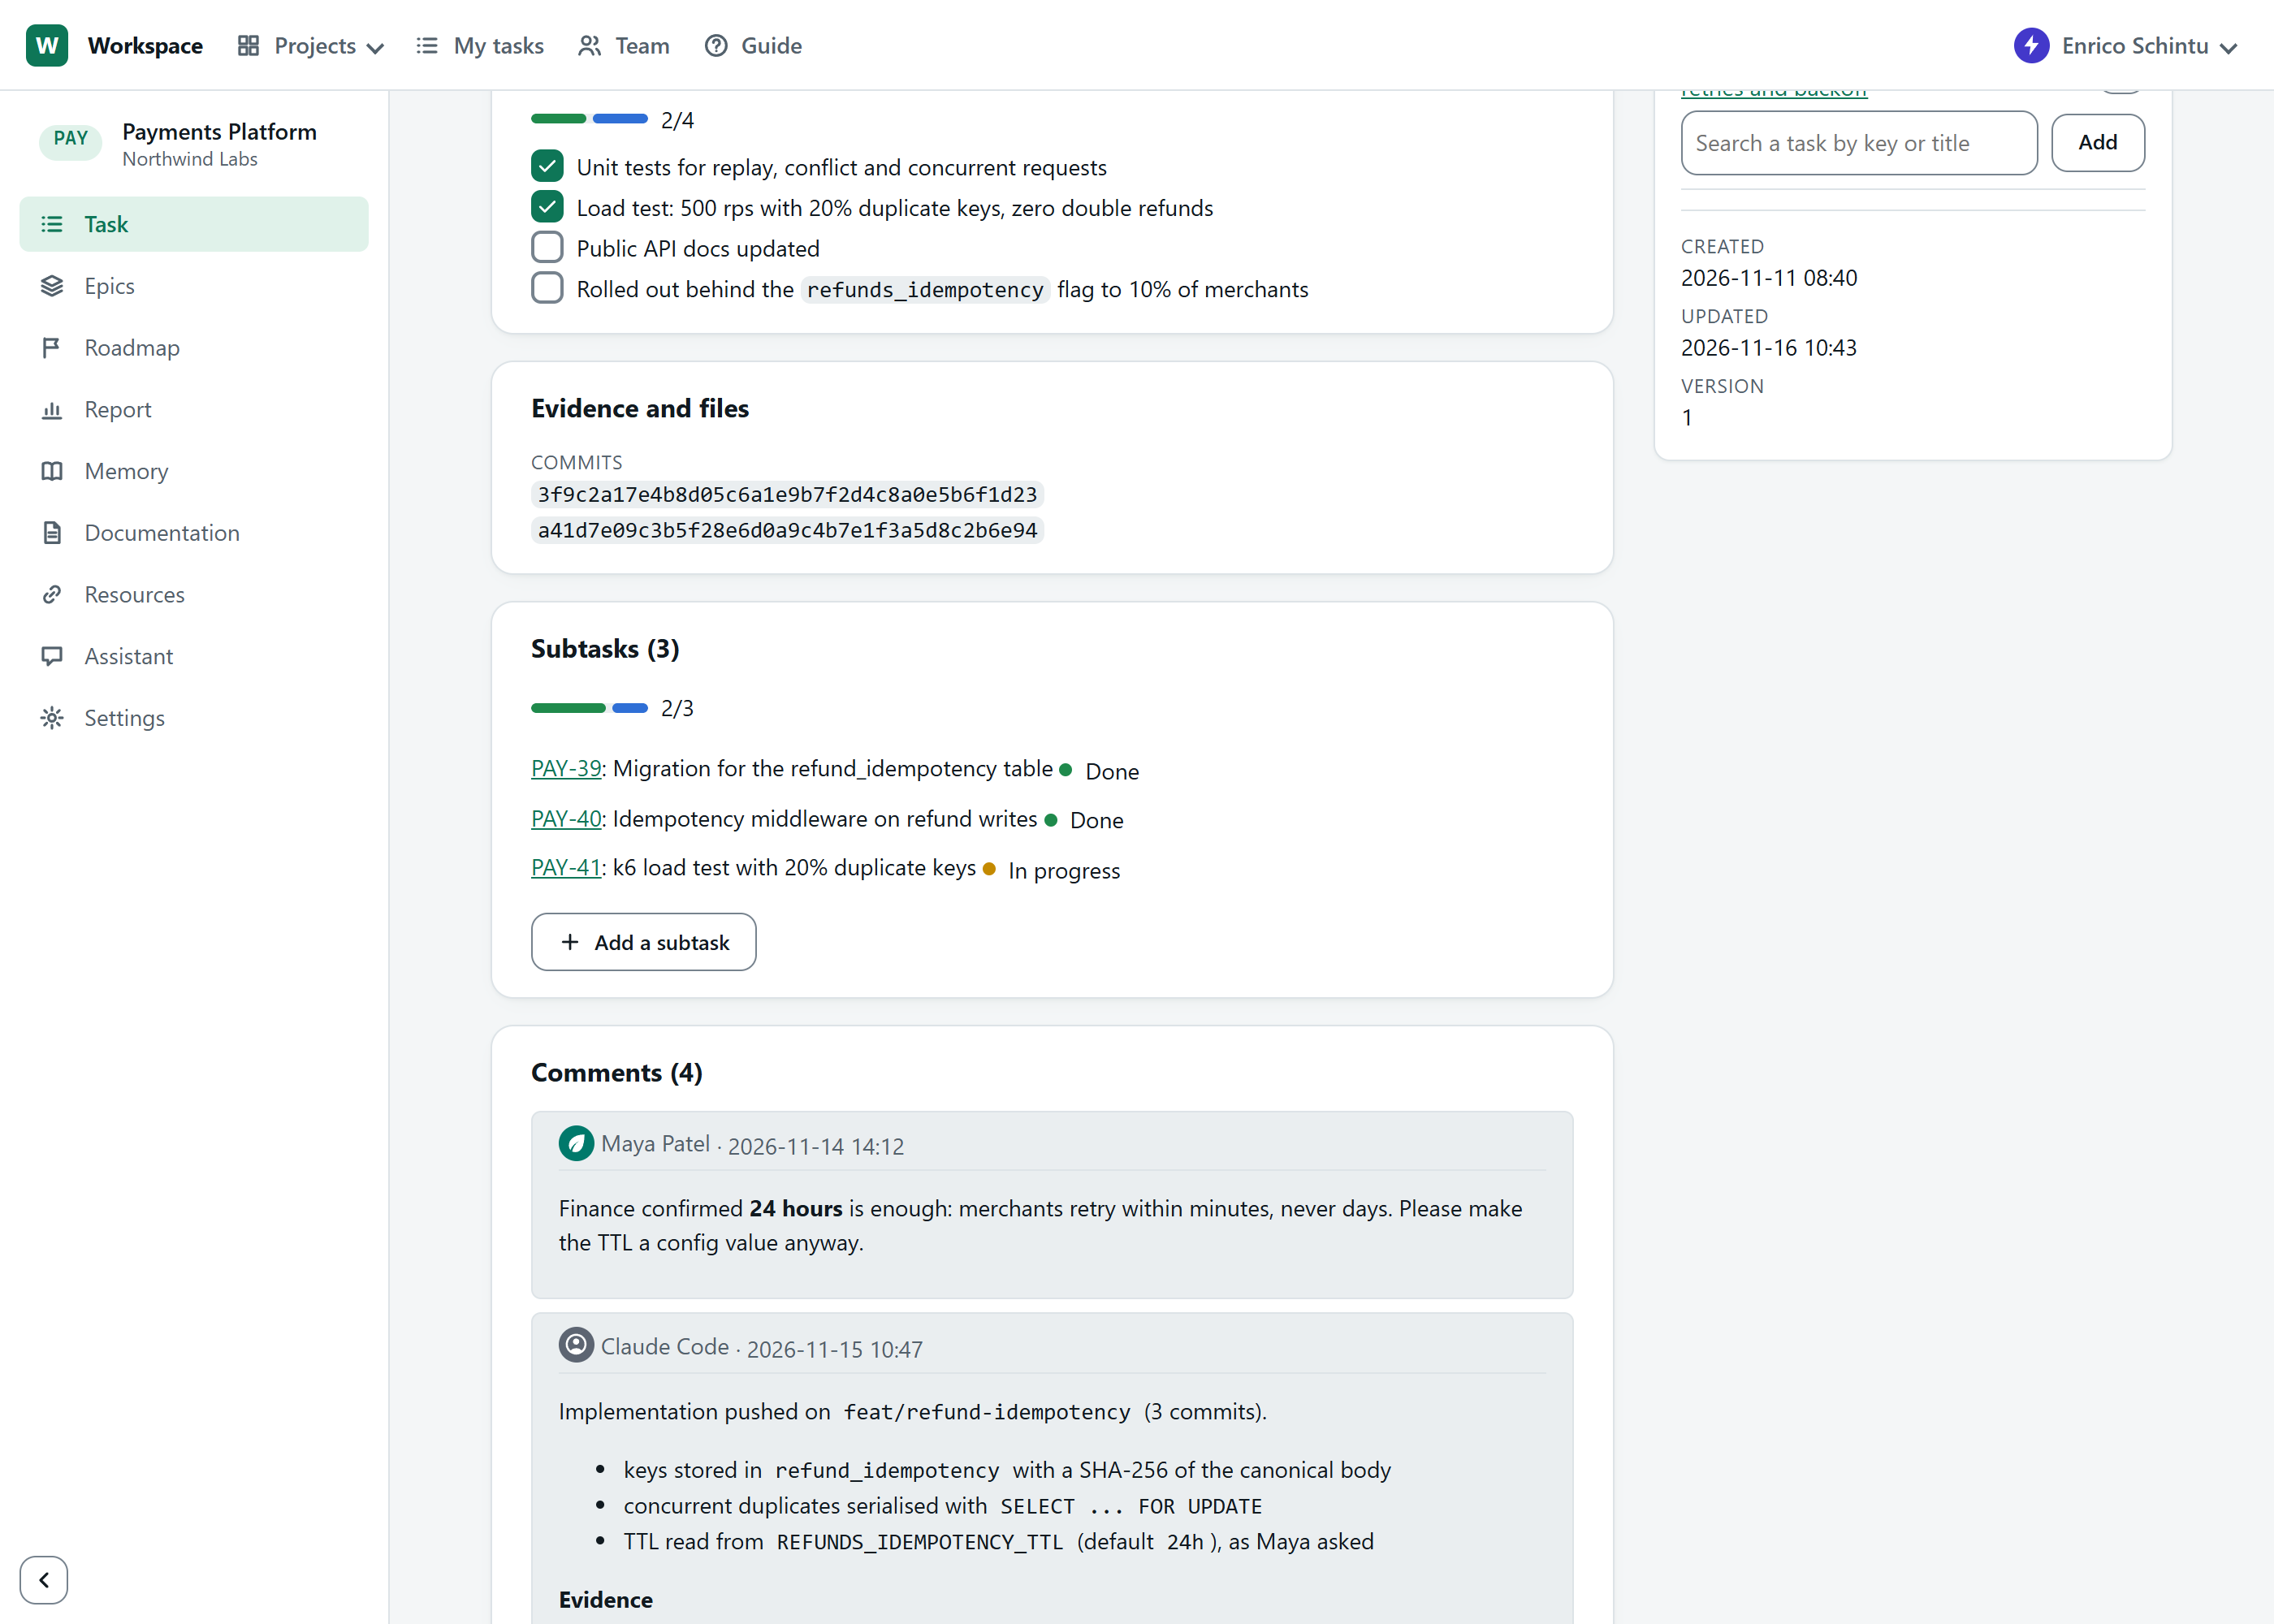 W Workspace Projects My tasks Team Guide Enrico Schintu
PAY Payments Platform
Northwind Labs
Task
Epics
Roadmap
Report
Memory
Documentation
Resources
Assistant
Settings
2/4
Unit tests for replay, conflict and concurrent requests
Load test: 500 rps with 20% duplicate keys, zero double refunds
Public API docs updated
Rolled out behind the refunds_idempotency flag to 10% of merchants
Evidence and files
COMMITS
3f9c2a17e4b8d05c6a1e9b7f2d4c8a0e5b6f1d23
a41d7e09c3b5f28e6d0a9c4b7e1f3a5d8c2b6e94
Subtasks (3)
2/3
PAY-39: Migration for the refund_idempotency table Done
PAY-40: Idempotency middleware on refund writes Done
PAY-41: k6 load test with 20% duplicate keys In progress
+ Add a subtask
Comments (4)
Maya Patel · 2026-11-14 14:12
Finance confirmed 24 hours is enough: merchants retry within minutes, never days. Please make
the TTL a config value anyway.
Claude Code · 2026-11-15 10:47
Implementation pushed on feat/refund-idempotency (3 commits).
• keys stored in refund_idempotency with a SHA-256 of the canonical body
• concurrent duplicates serialised with SELECT ... FOR UPDATE
• TTL read from REFUNDS_IDEMPOTENCY_TTL (default 24h ), as Maya asked
Evidence
retries and backoff
Search a task by key or title Add
CREATED
2026-11-11 08:40
UPDATED
2026-11-16 10:43
VERSION
1